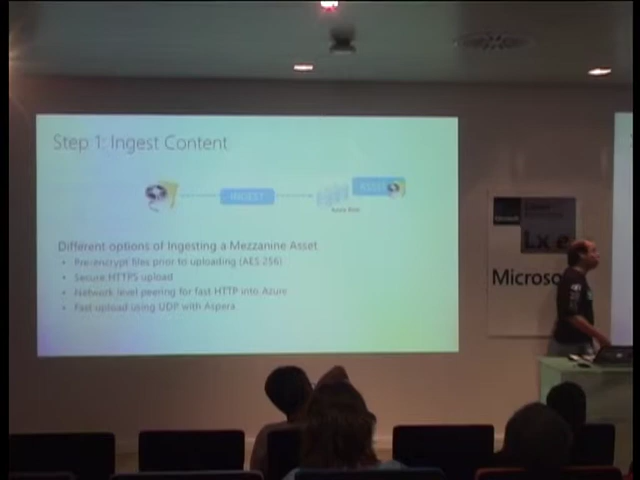 Step 1: Ingest Content
INGEST
ASSET
Different options of Ingesting a Mezzanine Asset
• Pre-encrypt files prior to uploading (AES 256)
• Secure HTTPS upload
• Network level peering for fast HTTP into Azure
• Fast upload using UDP with Aspera
Microso